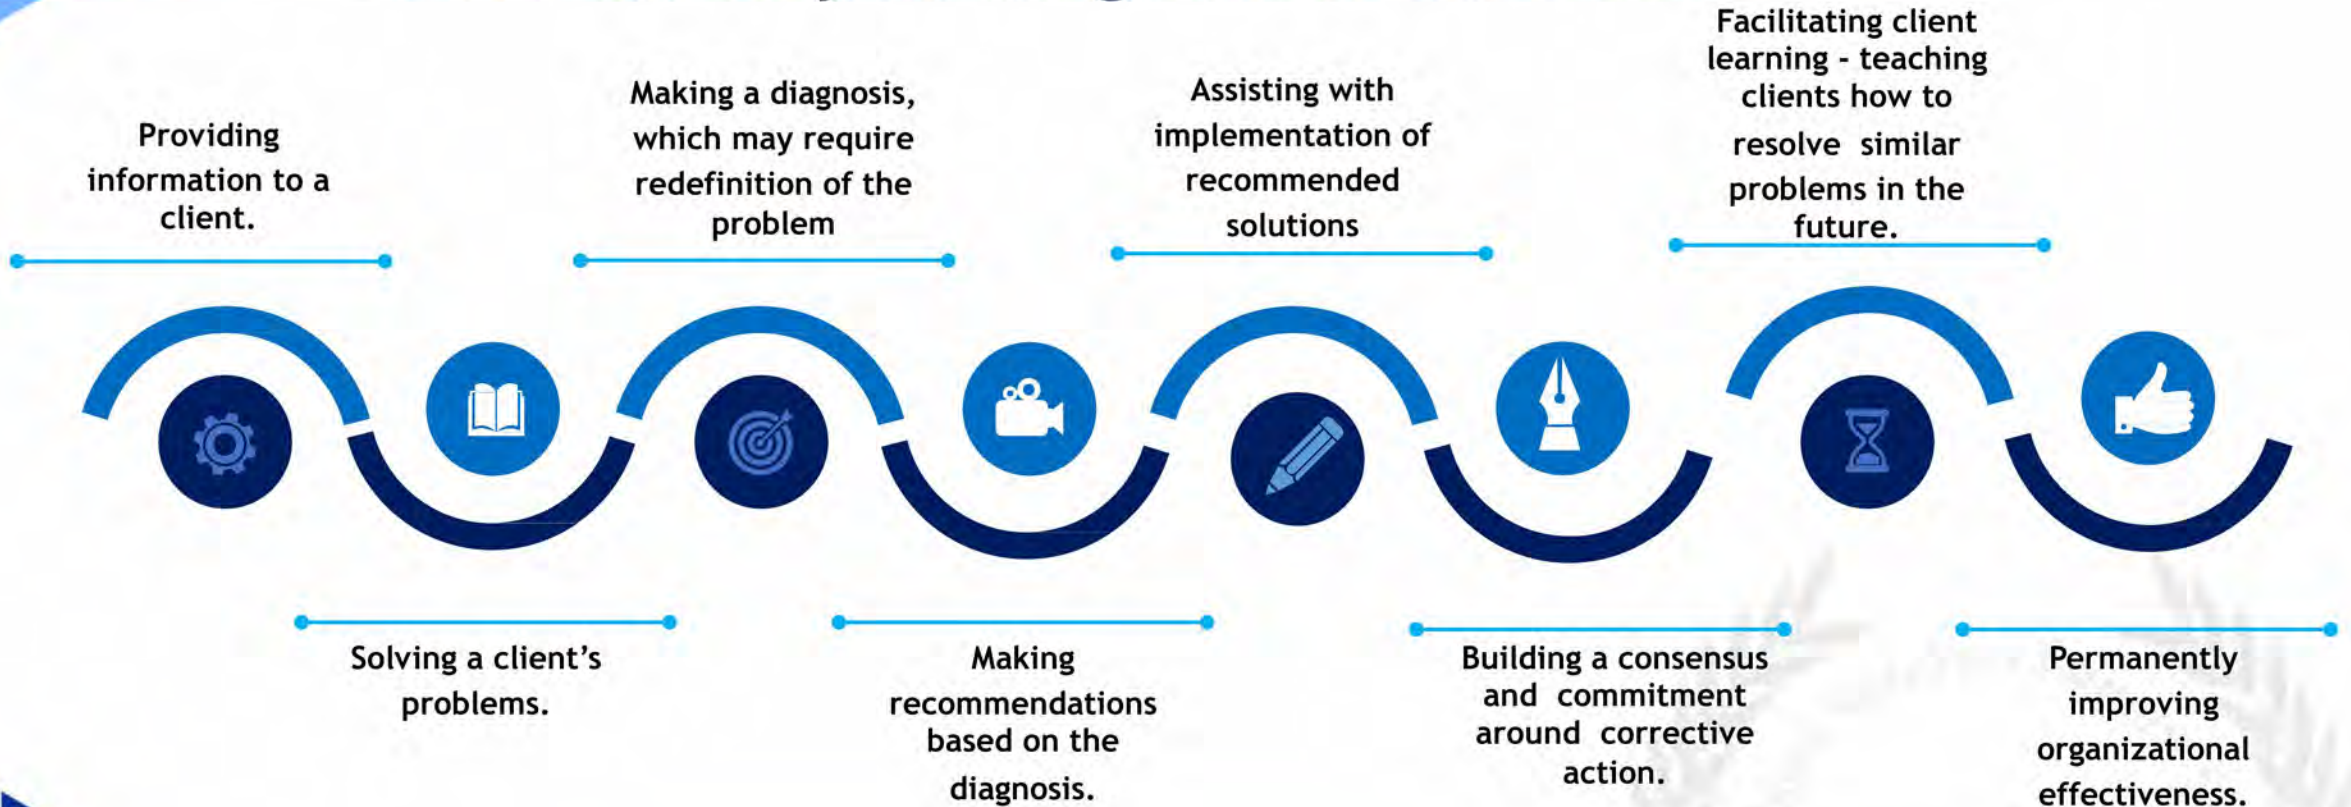 Providing
information to a
client.
Solving a client’s
problems.
Making a diagnosis,
which may require
redefinition of the
problem
Making
recommendations
based on the
diagnosis.
Assisting with
implementation of
recommended
solutions
Building a consensus
and commitment
around corrective
action.
Facilitating client
learning - teaching
clients how to
resolve similar
problems in the
future.
Permanently
improving
organizational
effectiveness.